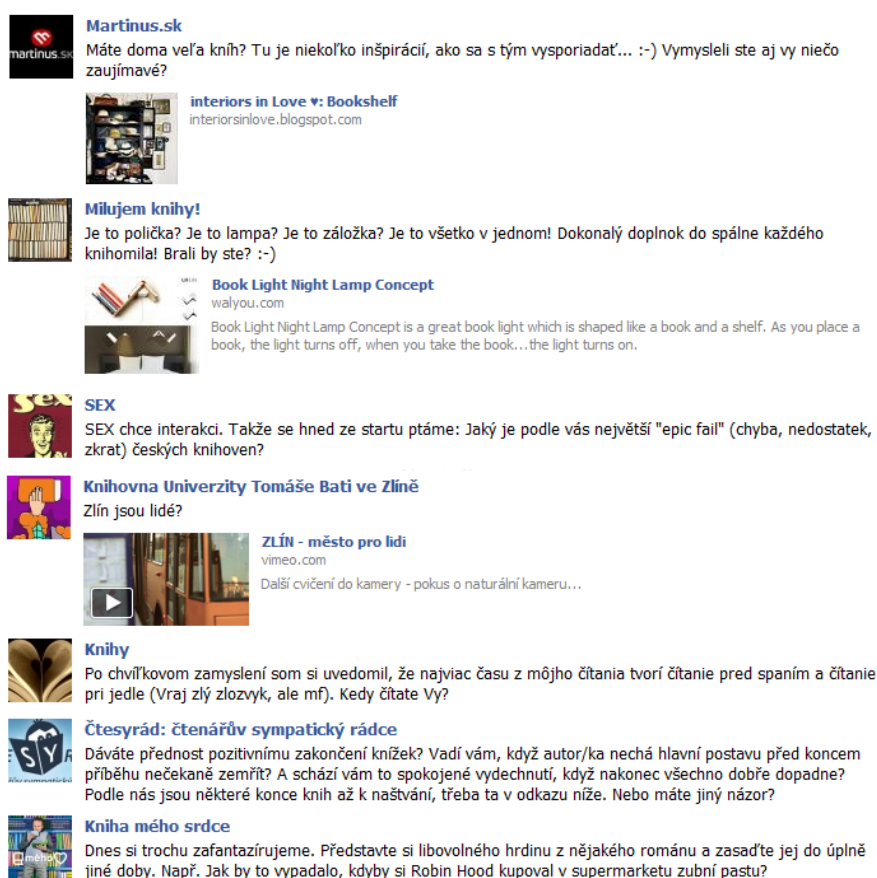 martinus.sk
Martinus.sk
Máte doma veľa kníh? Tu je niekoľko inšpirácií, ako sa s tým vysporiadať... :-) Vymysleli ste aj vy niečo
zaujímavé?
interiors in Love ♥: Bookshelf
interiorsinlove.blogspot.com
Milujem knihy!
Je to polička? Je to lampa? Je to záložka? Je to všetko v jednom! Dokonalý doplnok do spálne každého
knihomila! Brali by ste? :-)
Book Light Night Lamp Concept
walyou.com
Book Light Night Lamp Concept is a great book light which is shaped like a book and a shelf. As you place a
book, the light turns off, when you take the book...the light turns on.
Sex
SEX
SEX chce interakci. Takže se hned ze startu ptáme: Jaký je podle vás největší "epic fail" (chyba, nedostatek,
zkrat) českých knihoven?
Knihovna Univerzity Tomáše Bati ve Zlíně
Zlín jsou lidé?
ZLÍN - město pro lidi
vimeo.com
Další cvičení do kamery - pokus o naturální kameru...
Knihy
Po chvíľkovom zamyslení som si uvedomil, že najviac času z môjho čítania tvorí čítanie pred spaním a čítanie
pri jedle (Vraj zlý zlozvyk, ale mf). Kedy čítate Vy?
ESYR
Čtesyrád: čtenářův sympatický rádce
Dáváte přednost pozitivnímu zakončení knížek? Vadí vám, když autor/ka nechá hlavní postavu před koncem
příběhu nečekaně zemřít? A schází vám to spokojené vydechnutí, když nakonec všechno dobře dopadne?
Podle nás jsou některé konce knih až k naštvání, třeba ta v odkazu níže. Nebo máte jiný názor?
mého
Kniha mého srdce
Dnes si trochu zafantazírujeme. Představte si libovolného hrdinu z nějakého románu a zasaďte jej do úplně
jiné doby. Např. Jak by to vypadalo, kdyby si Robin Hood kupoval v supermarketu zubní pastu?